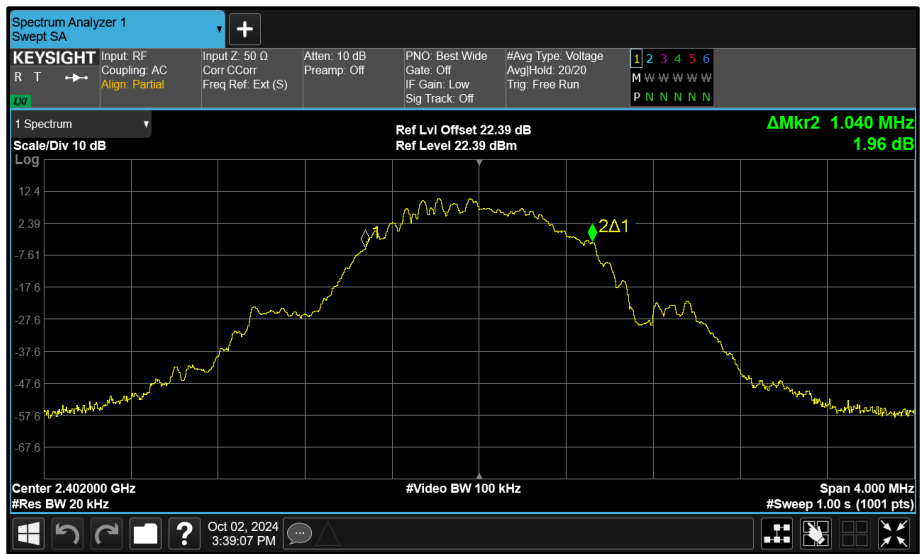 Spectrum Analyzer 1
Swept SA
+
KEYSIGHT
R T
LXI
Input: RF
Coupling: AC
Align: Partial
Input Z: 50 Ω
Corr CCorr
Freq Ref: Ext (S)
Atten: 10 dB
Preamp: Off
PNO: Best Wide
Gate: Off
IF Gain: Low
Sig Track: Off
#Avg Type: Voltage
Avg|Hold: 20/20
Trig: Free Run
1 2 3 4 5 6
M W W W W W
P N N N N N
1 Spectrum
Scale/Div 10 dB
Log
Ref Lvl Offset 22.39 dB
Ref Level 22.39 dBm
ΔMkr2 1.040 MHz
1.96 dB
12.4
2.39
-7.61
-17.6
-27.6
-37.6
-47.6
-57.6
-67.6
1
2Δ1
Center 2.402000 GHz
#Res BW 20 kHz
#Video BW 100 kHz
Span 4.000 MHz
#Sweep 1.00 s (1001 pts)
?
Oct 02, 2024
3:39:07 PM